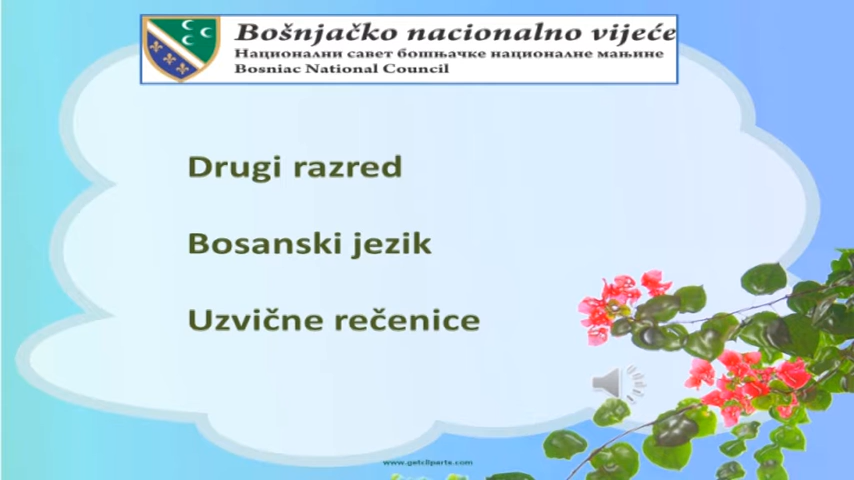 Bošnjačko nacionalno vijeće
Национални савет бошњачке националне мањине
Bosniac National Council
Drugi razred
Bosanski jezik
Uzvične rečenice
www.getcliparts.com